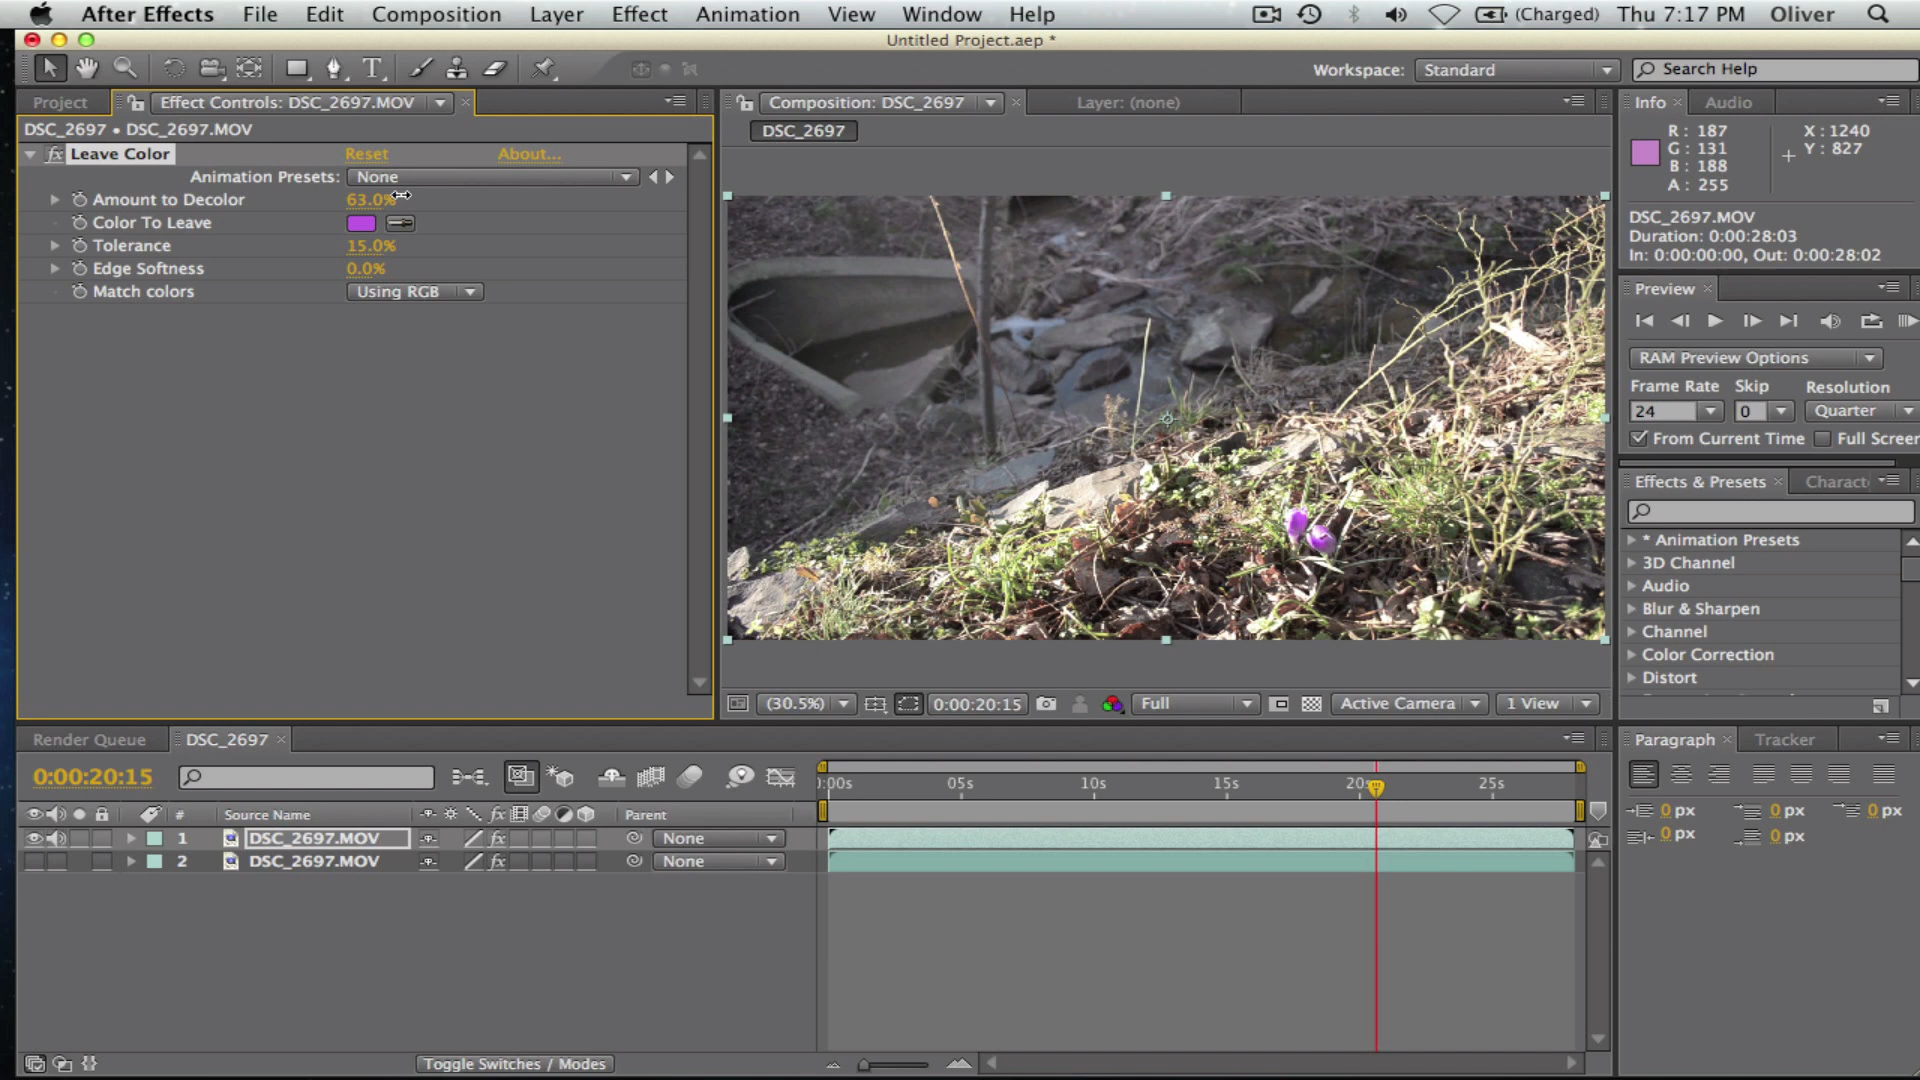 After Effects File Edit Composition Layer Effect Animation View Window Help (Charged) Thu 7:17 PM Oliver
Untitled Project.aep *
Workspace: Standard Search Help
Project Effect Controls: DSC_2697.MOV
DSC_2697 • DSC_2697.MOV
fx Leave Color Reset About...
Animation Presets: None
Amount to Decolor 63.0%
Color To Leave
Tolerance 15.0%
Edge Softness 0.0%
Match colors Using RGB
Composition: DSC_2697 Layer: (none)
DSC_2697
(30.5%) 0:00:20:15 Full Active Camera 1 View
Info Audio
R: 187 X: 1240
G: 131 Y: 827
B: 188
A: 255
DSC_2697.MOV
Duration: 0:00:28:03
In: 0:00:00:00, Out: 0:00:28:02
Preview
RAM Preview Options
Frame Rate Skip Resolution
24 0 Quarter
From Current Time Full Screen
Effects & Presets Charact
* Animation Presets
3D Channel
Audio
Blur & Sharpen
Channel
Color Correction
Distort
Render Queue DSC_2697
0:00:20:15
:00s 05s 10s 15s 20s 25s
# Source Name fx Parent
1 DSC_2697.MOV fx None
2 DSC_2697.MOV fx None
Toggle Switches / Modes
Paragraph Tracker
0 px 0 px 0 px
0 px 0 px